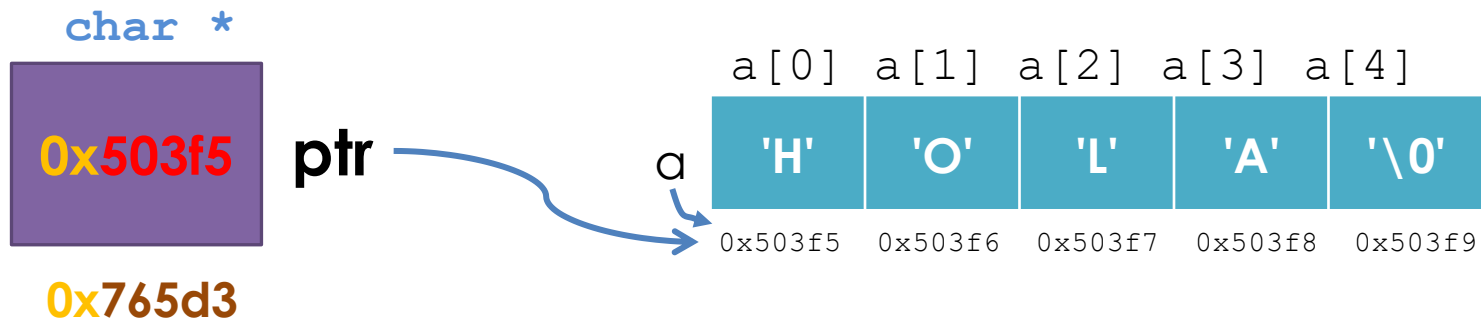 char *
0x503f5
ptr
0x765d3
a[0] a[1] a[2] a[3] a[4]
a
'H' 'O' 'L' 'A' '\0'
0x503f5 0x503f6 0x503f7 0x503f8 0x503f9